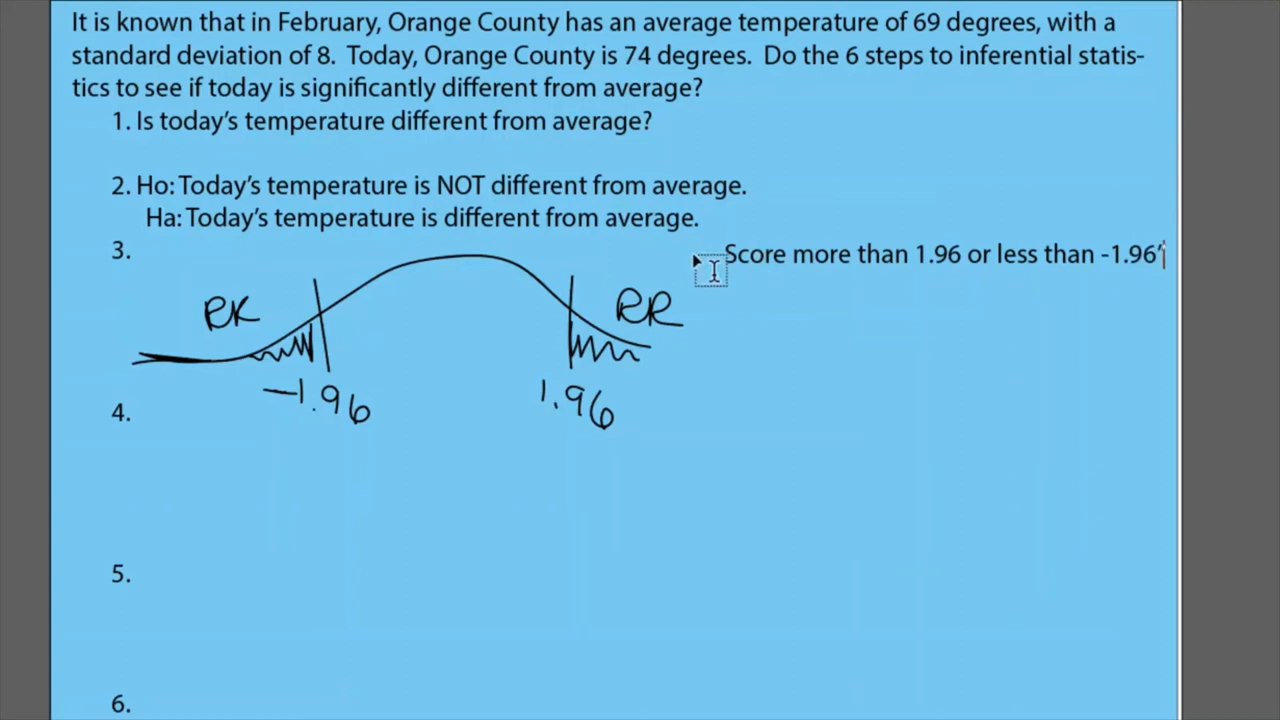 It is known that in February, Orange County has an average temperature of 69 degrees, with a
standard deviation of 8. Today, Orange County is 74 degrees. Do the 6 steps to inferential statis-
tics to see if today is significantly different from average?
1. Is today's temperature different from average?
2. Ho: Today's temperature is NOT different from average.
Ha: Today's temperature is different from average.
3.
Score more than 1.96 or less than -1.96'
RR
RR
-1.96
1.96
4.
5.
6.